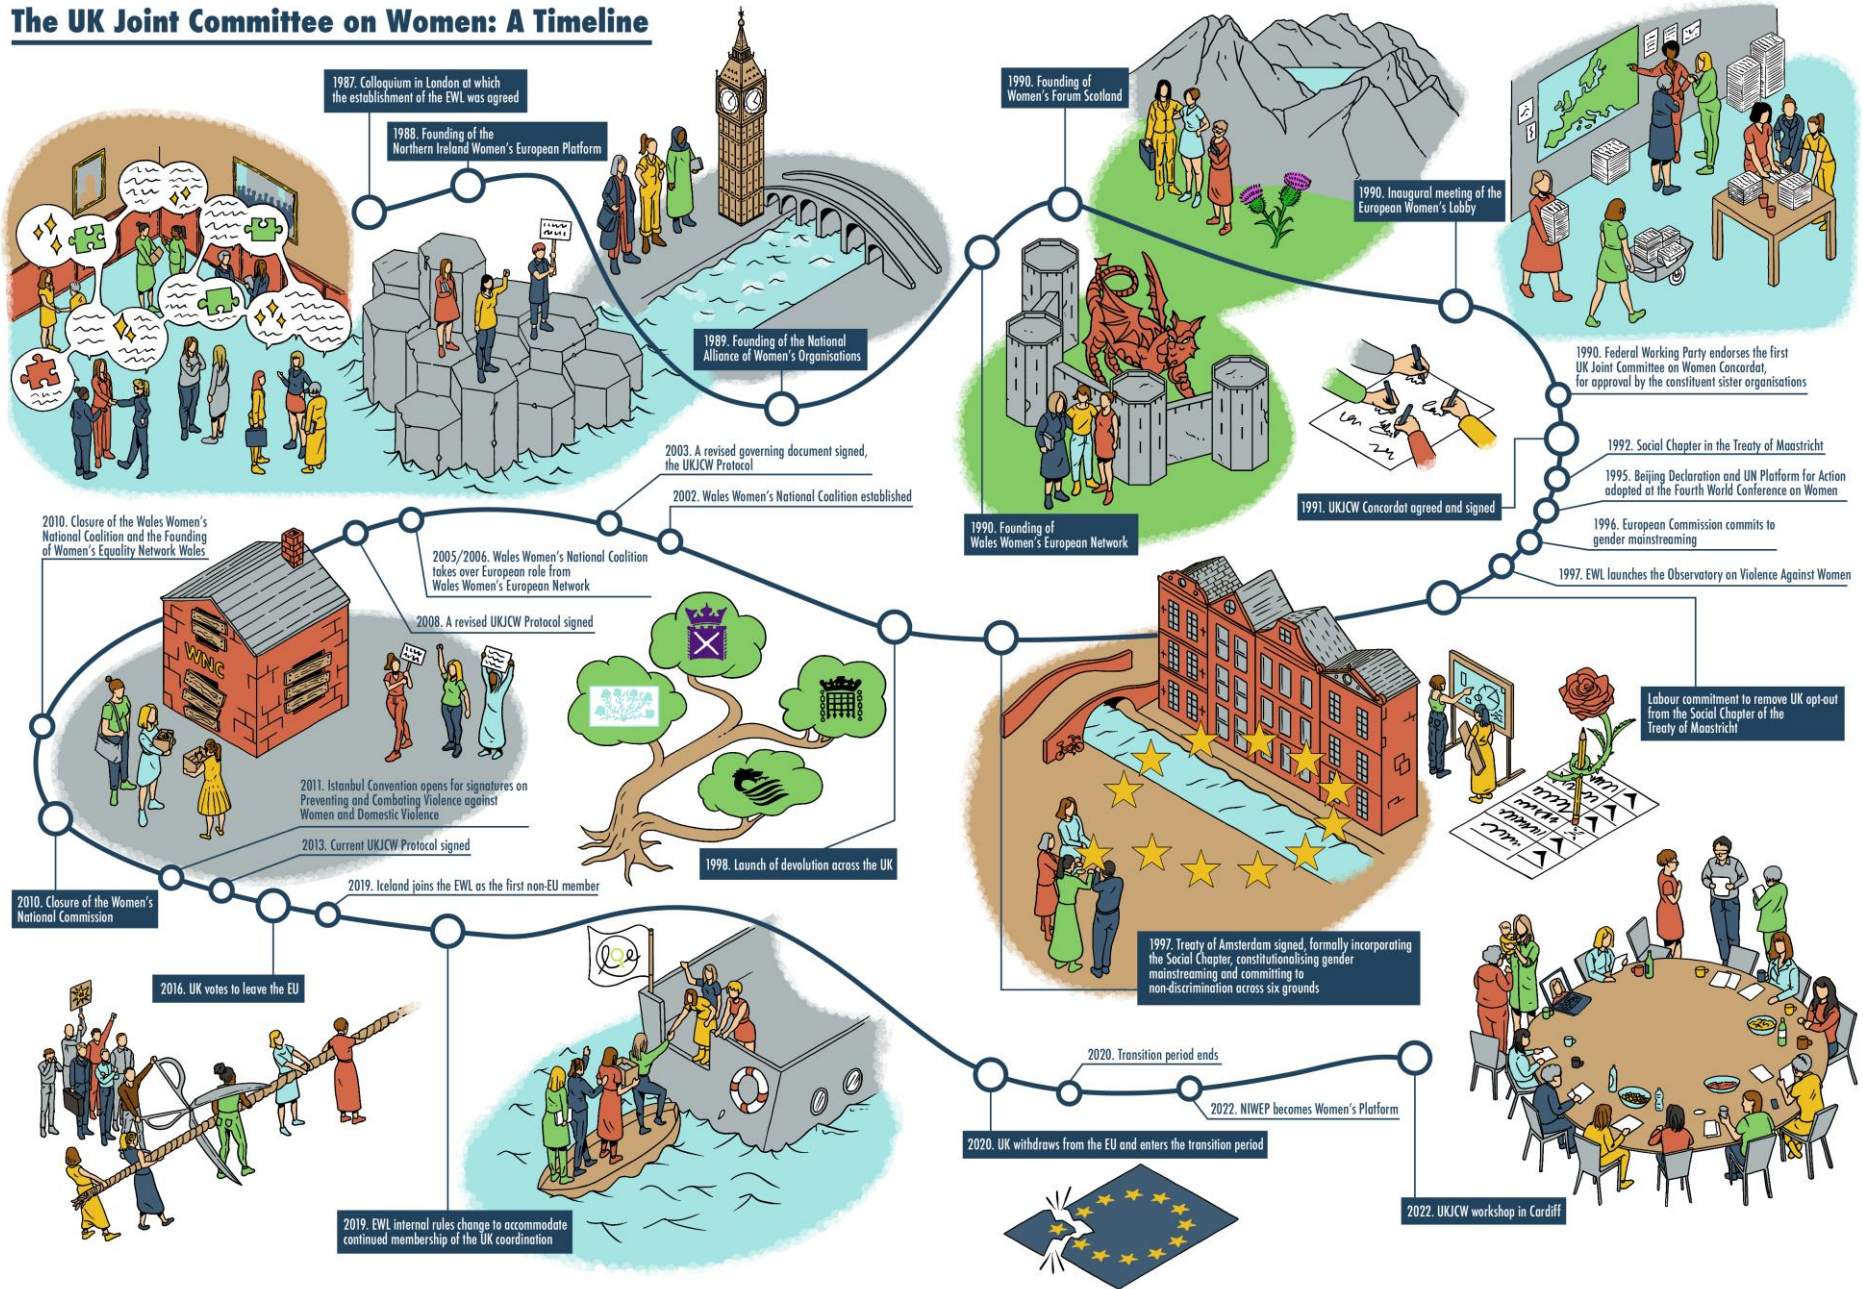 The UK Joint Committee on Women: A Timeline
1987. Colloquium in London at which
the establishment of the EWL was agreed
1988. Founding of the
Northern Ireland Women's European Platform
1989. Founding of the National
Alliance of Women's Organisations
1990. Founding of
Wales Women's European Network
1990. Founding of
Women's Forum Scotland
1990. Inaugural meeting of the
European Women's Lobby
1990. Federal Working Party endorses the first
UK Joint Committee on Women Concordat,
for approval by the constituent sister organisations
1991. UKJCW Concordat agreed and signed
1992. Social Chapter in the Treaty of Maastricht
1995. Beijing Declaration and UN Platform for Action
adopted at the Fourth World Conference on Women
1996. European Commission commits to
gender mainstreaming
1997. EWL launches the Observatory on Violence Against Women
Labour commitment to remove UK opt-out
from the Social Chapter of the
Treaty of Maastricht
1997. Treaty of Amsterdam signed, formally incorporating
the Social Chapter, constitutionalising gender
mainstreaming and committing to
non-discrimination across six grounds
1998. Launch of devolution across the UK
2002. Wales Women's National Coalition established
2003. A revised governing document signed,
the UKJCW Protocol
2005/2006. Wales Women's National Coalition
takes over European role from
Wales Women's European Network
2008. A revised UKJCW Protocol signed
2010. Closure of the Wales Women's
National Coalition and the Founding
of Women's Equality Network Wales
WNC
2010. Closure of the Women's
National Commission
2011. Istanbul Convention opens for signatures on
Preventing and Combating Violence against
Women and Domestic Violence
2013. Current UKJCW Protocol signed
2016. UK votes to leave the EU
2019. Iceland joins the EWL as the first non-EU member
2019. EWL internal rules change to accommodate
continued membership of the UK coordination
2020. UK withdraws from the EU and enters the transition period
2020. Transition period ends
2022. NIWEP becomes Women's Platform
2022. UKJCW workshop in Cardiff